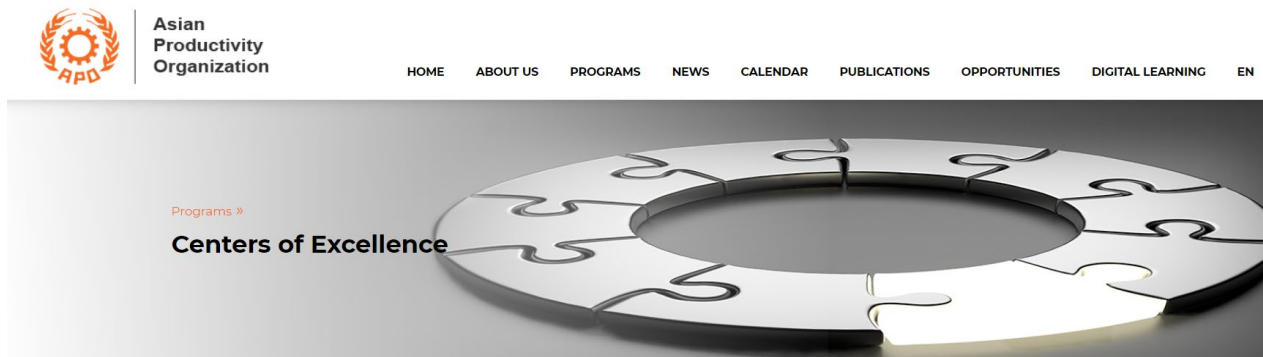 APO
Asian
Productivity
Organization
HOME ABOUT US PROGRAMS NEWS CALENDAR PUBLICATIONS OPPORTUNITIES DIGITAL LEARNING EN
Programs »
Centers of Excellence